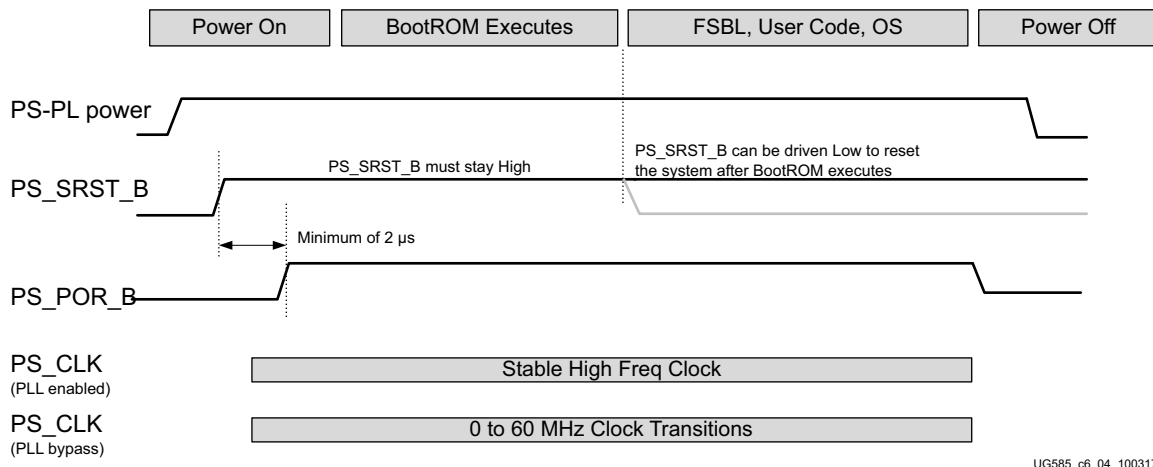 Power On
BootROM Executes
FSBL, User Code, OS
Power Off
PS-PL power
PS_SRST_B must stay High
PS_SRST_B can be driven Low to reset
the system after BootROM executes
PS_SRST_B
Minimum of 2 µs
PS_POR_B
PS_CLK
(PLL enabled)
Stable High Freq Clock
PS_CLK
(PLL bypass)
0 to 60 MHz Clock Transitions
UG585_c6_04_100317